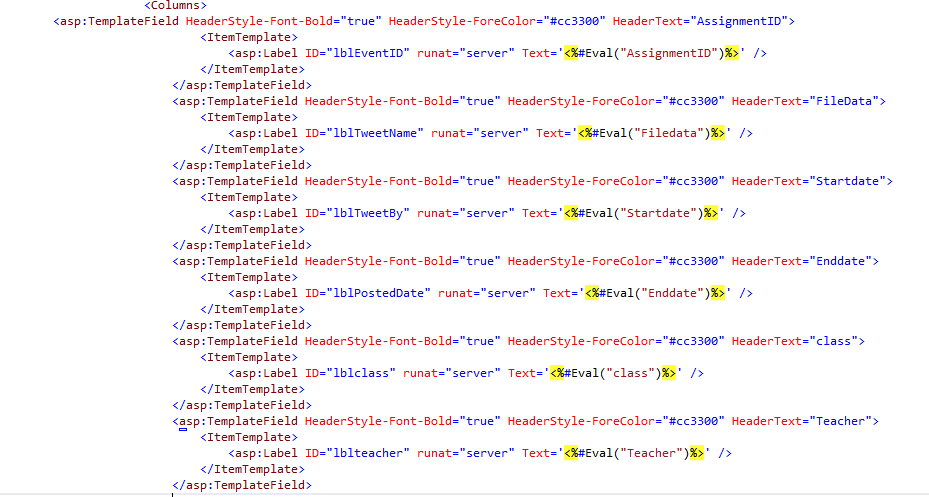 <Columns>
<asp:TemplateField HeaderStyle-Font-Bold="true" HeaderStyle-ForeColor="#cc3300" HeaderText="AssignmentID">
<ItemTemplate>
<asp:Label ID="lblEventID" runat="server" Text='<%#Eval("AssignmentID")%>' />
</ItemTemplate>
</asp:TemplateField>
<asp:TemplateField HeaderStyle-Font-Bold="true" HeaderStyle-ForeColor="#cc3300" HeaderText="FileData">
<ItemTemplate>
<asp:Label ID="lblTweetName" runat="server" Text='<%#Eval("Filedata")%>' />
</ItemTemplate>
</asp:TemplateField>
<asp:TemplateField HeaderStyle-Font-Bold="true" HeaderStyle-ForeColor="#cc3300" HeaderText="Startdate">
<ItemTemplate>
<asp:Label ID="lblTweetBy" runat="server" Text='<%#Eval("Startdate")%>' />
</ItemTemplate>
</asp:TemplateField>
<asp:TemplateField HeaderStyle-Font-Bold="true" HeaderStyle-ForeColor="#cc3300" HeaderText="Enddate">
<ItemTemplate>
<asp:Label ID="lblPostedDate" runat="server" Text='<%#Eval("Enddate")%>' />
</ItemTemplate>
</asp:TemplateField>
<asp:TemplateField HeaderStyle-Font-Bold="true" HeaderStyle-ForeColor="#cc3300" HeaderText="class">
<ItemTemplate>
<asp:Label ID="lblclass" runat="server" Text='<%#Eval("class")%>' />
</ItemTemplate>
</asp:TemplateField>
<asp:TemplateField HeaderStyle-Font-Bold="true" HeaderStyle-ForeColor="#cc3300" HeaderText="Teacher">
<ItemTemplate>
<asp:Label ID="lblteacher" runat="server" Text='<%#Eval("Teacher")%>' />
</ItemTemplate>
</asp:TemplateField>